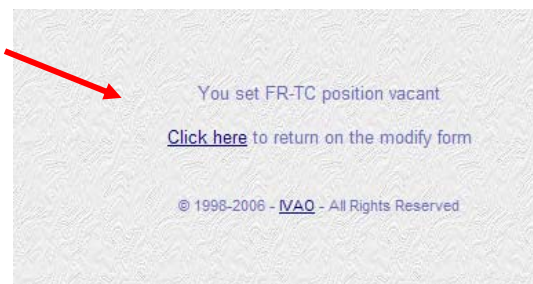 You set FR-TC position vacant
Click here to return on the modify form
© 1998-2006 - IVAO - All Rights Reserved